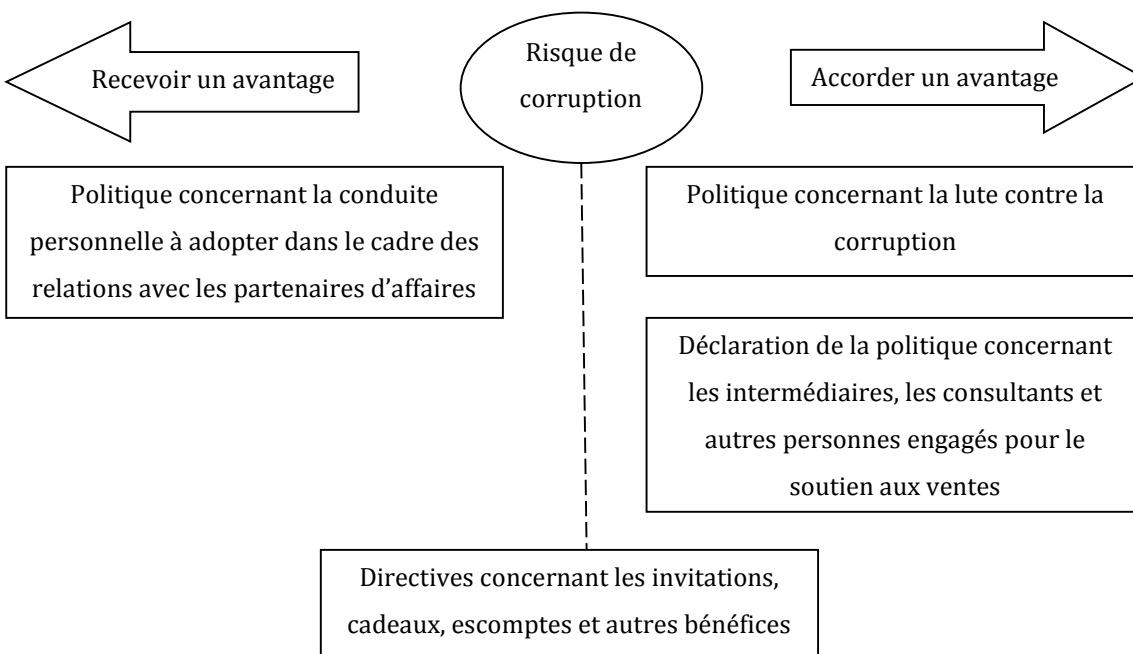 Recevoir un avantage
Risque de
corruption
Accorder un avantage
Politique concernant la conduite
personnelle à adopter dans le cadre des
relations avec les partenaires d’affaires
Politique concernant la lute contre la
corruption
Déclaration de la politique concernant
les intermédiaires, les consultants et
autres personnes engagés pour le
soutien aux ventes
Directives concernant les invitations,
cadeaux, escomptes et autres bénéfices